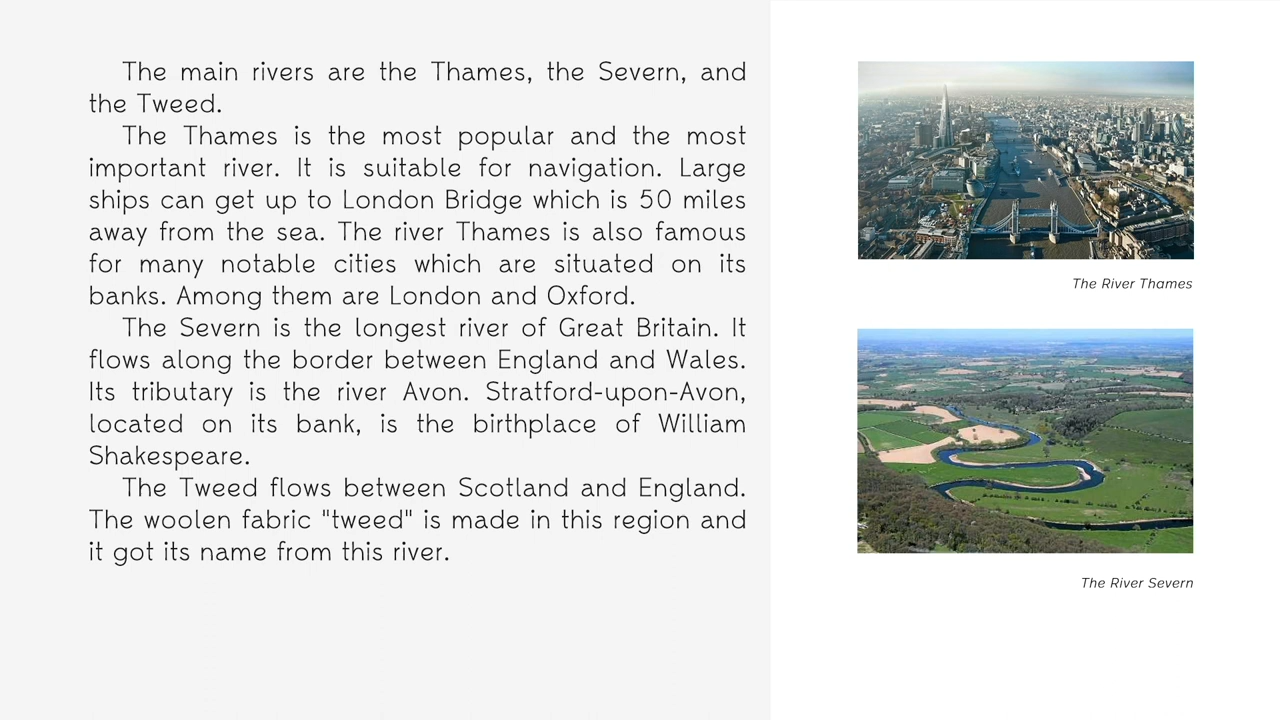 The main rivers are the Thames, the Severn, and
the Tweed.
The Thames is the most popular and the most
important river. It is suitable for navigation. Large
ships can get up to London Bridge which is 50 miles
away from the sea. The river Thames is also famous
for many notable cities which are situated on its
banks. Among them are London and Oxford.
The Severn is the longest river of Great Britain. It
flows along the border between England and Wales.
Its tributary is the river Avon. Stratford-upon-Avon,
located on its bank, is the birthplace of William
Shakespeare.
The Tweed flows between Scotland and England.
The woolen fabric "tweed" is made in this region and
it got its name from this river.
The River Thames
The River Severn